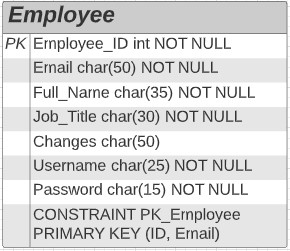 Employee
PK Employee_ID int NOT NULL
Email char(50) NOT NULL
Full_Name char(35) NOT NULL
Job_Title char(30) NOT NULL
Changes char(50)
Username char(25) NOT NULL
Password char(15) NOT NULL
CONSTRAINT PK_Employee
PRIMARY KEY (ID, Email)